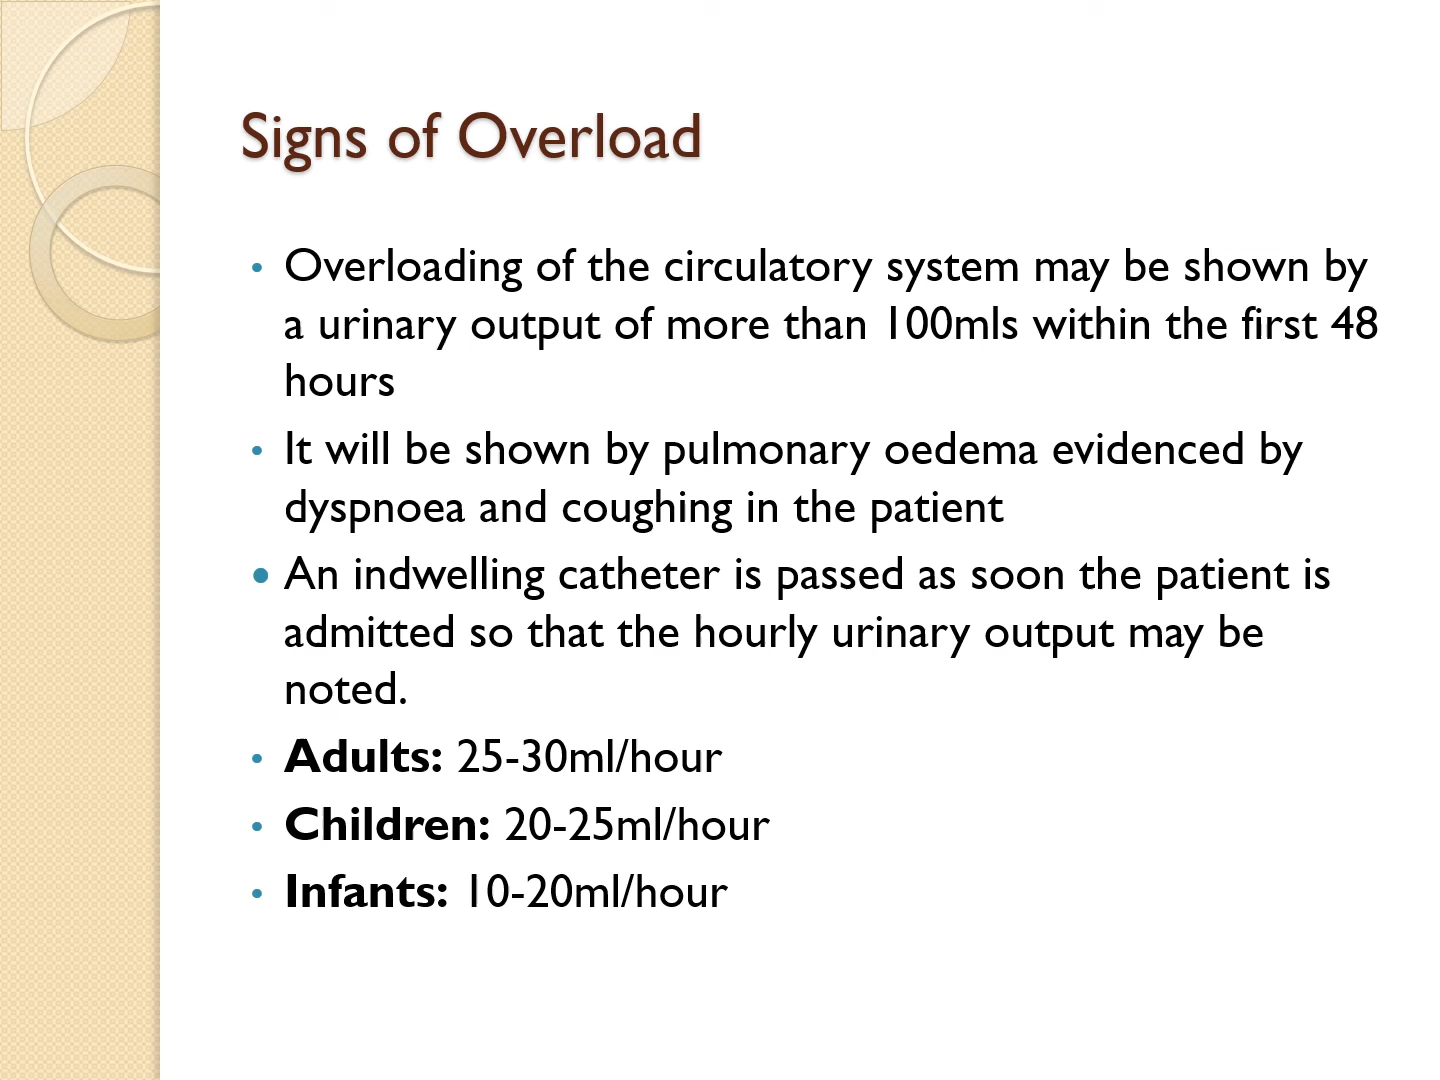 Signs of Overload
• Overloading of the circulatory system may be shown by
a urinary output of more than 100mls within the first 48
hours
• It will be shown by pulmonary oedema evidenced by
dyspnoea and coughing in the patient
• An indwelling catheter is passed as soon the patient is
admitted so that the hourly urinary output may be
noted.
• Adults: 25-30ml/hour
• Children: 20-25ml/hour
• Infants: 10-20ml/hour